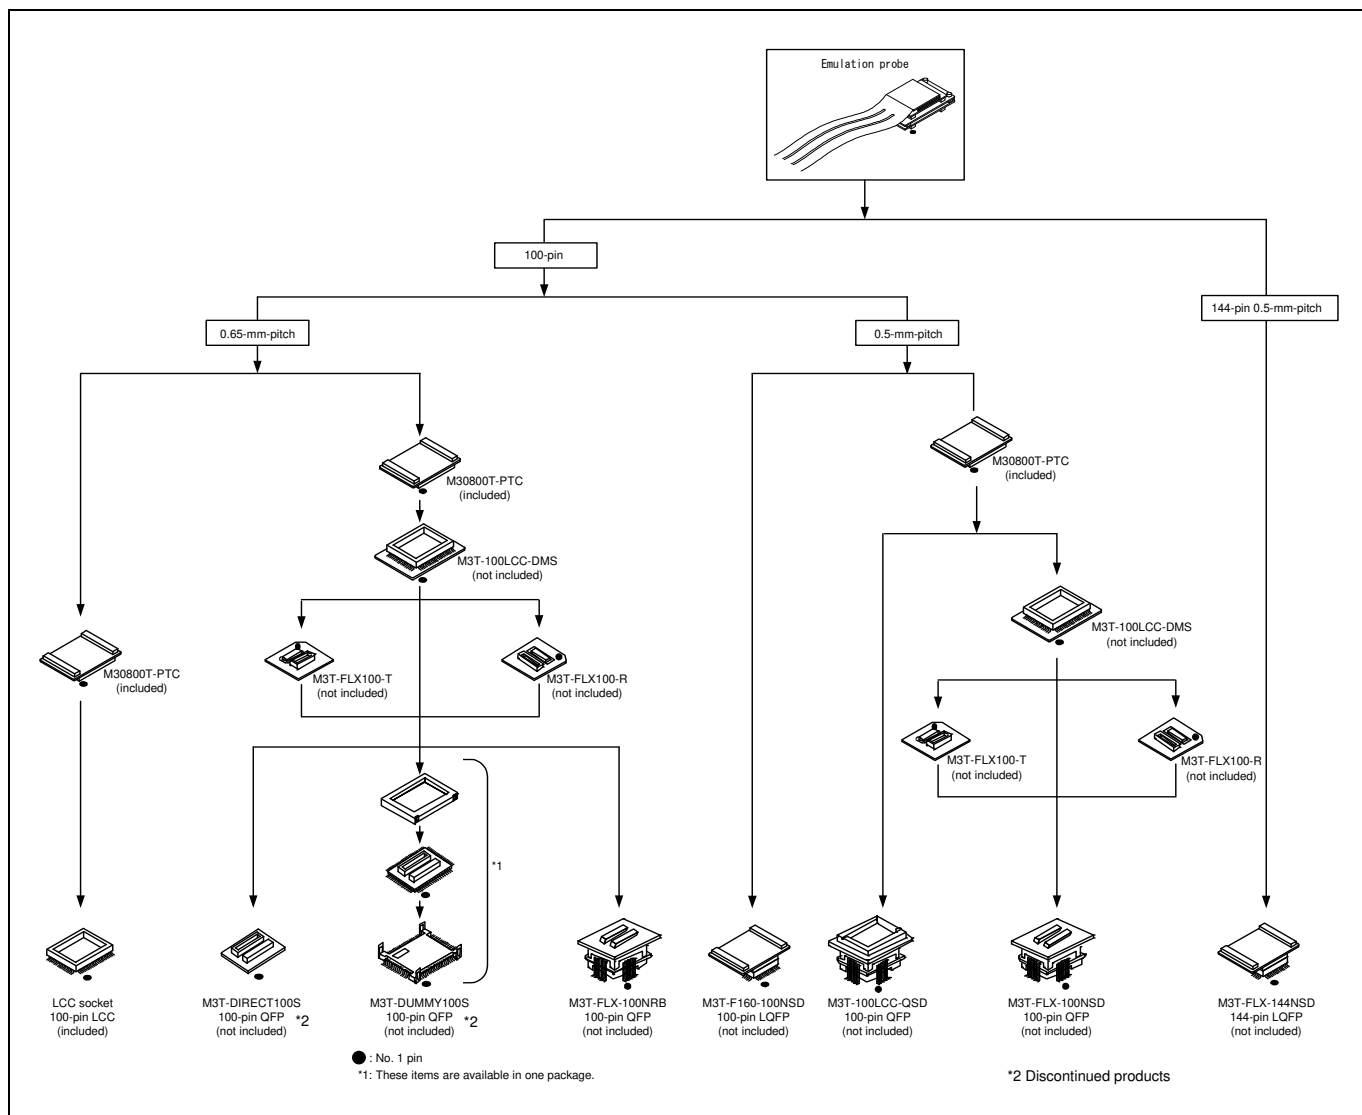 Emulation probe
100-pin
0.65-mm-pitch
0.5-mm-pitch
144-pin 0.5-mm-pitch
M30800T-PTC
(included)
M30800T-PTC
(included)
M3T-100LCC-DMS
(not included)
M3T-100LCC-DMS
(not included)
M30800T-PTC
(included)
M3T-FLX100-T
(not included)
M3T-FLX100-R
(not included)
M3T-FLX100-T
(not included)
M3T-FLX100-R
(not included)
*1
LCC socket
100-pin LCC
(included)
M3T-DIRECT100S
100-pin QFP
(not included)
*2
M3T-DUMMY100S
100-pin QFP
(not included)
*2
M3T-FLX-100NRB
100-pin QFP
(not included)
M3T-F160-100NSD
100-pin LQFP
(not included)
M3T-100LCC-QSD
100-pin QFP
(not included)
M3T-FLX-100NSD
100-pin QFP
(not included)
M3T-FLX-144NSD
144-pin LQFP
(not included)
: No. 1 pin
*1: These items are available in one package.
*2 Discontinued products